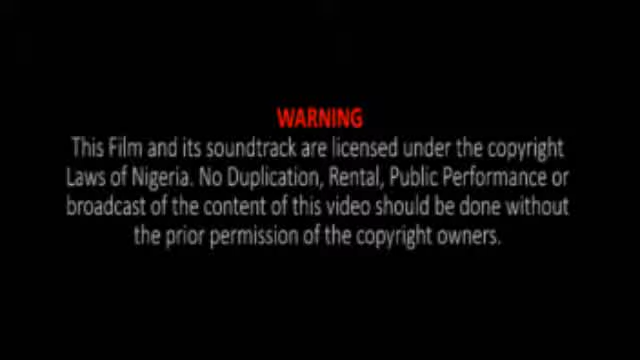 WARNING
This Film and its soundtrack are licensed under the copyright
Laws of Nigeria. No Duplication, Rental, Public Performance or
broadcast of the content of this video should be done without
the prior permission of the copyright owners.